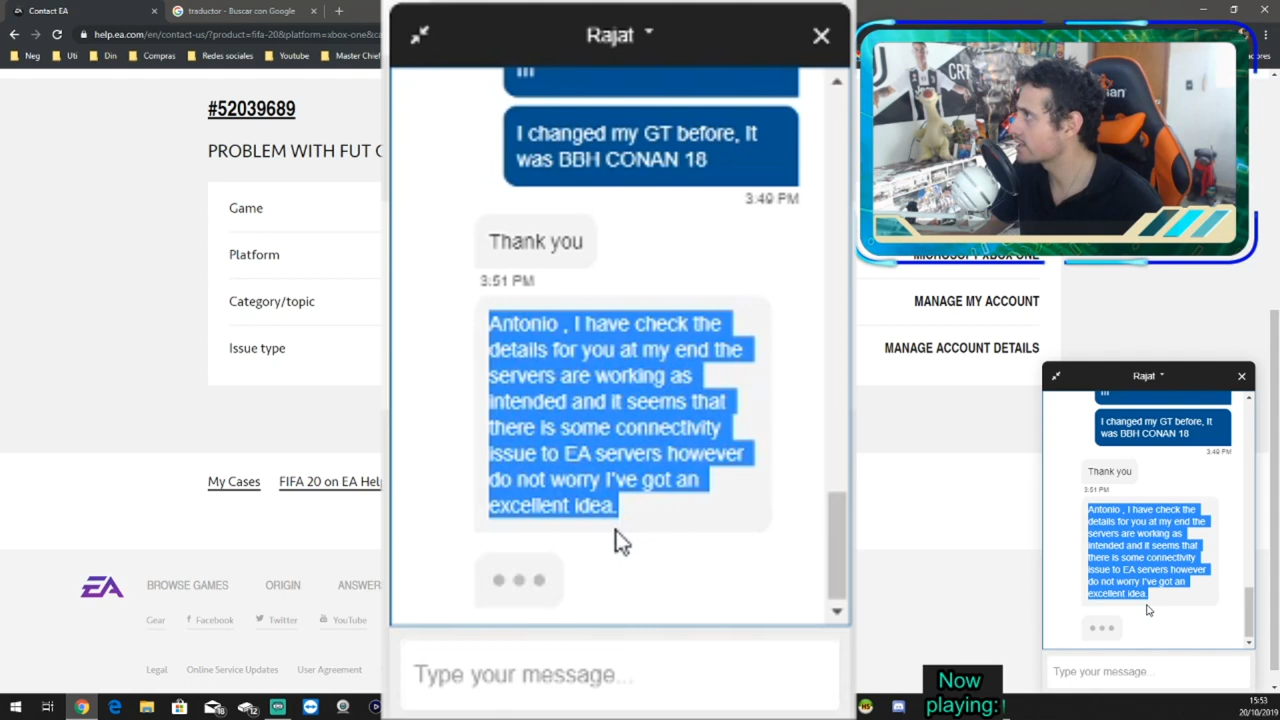 Contact EA
traductor - Buscar con Google
help.ea.com/en/contact-us/?product=fifa-20&platform=xbox-one&ca
Neg
Uti
Din
Compras
Redes sociales
Youtube
Master Chief
#52039689
PROBLEM WITH FUT
Game
Platform
Category/topic
Issue type
MICROSOFT XBOX ONE
MANAGE MY ACCOUNT
MANAGE ACCOUNT DETAILS
Rajat
I changed my GT before, It
was BBH CONAN 18
3:49 PM
Thank you
3:51 PM
Antonio , I have check the
details for you at my end the
servers are working as
intended and it seems that
there is some connectivity
issue to EA servers however
do not worry I've got an
excellent idea.
Type your message...
Rajat
I changed my GT before, It
was BBH CONAN 18
3:49 PM
Thank you
3:51 PM
Antonio , I have check the
details for you at my end the
servers are working as
intended and it seems that
there is some connectivity
issue to EA servers however
do not worry I've got an
excellent idea.
Type your message...
My Cases
FIFA 20 on EA Hel
EA
BROWSE GAMES
ORIGIN
ANSWER
Gear
Facebook
Twitter
YouTube
Legal
Online Service Updates
User Agreement
Now
playing:
15:53
20/10/2019